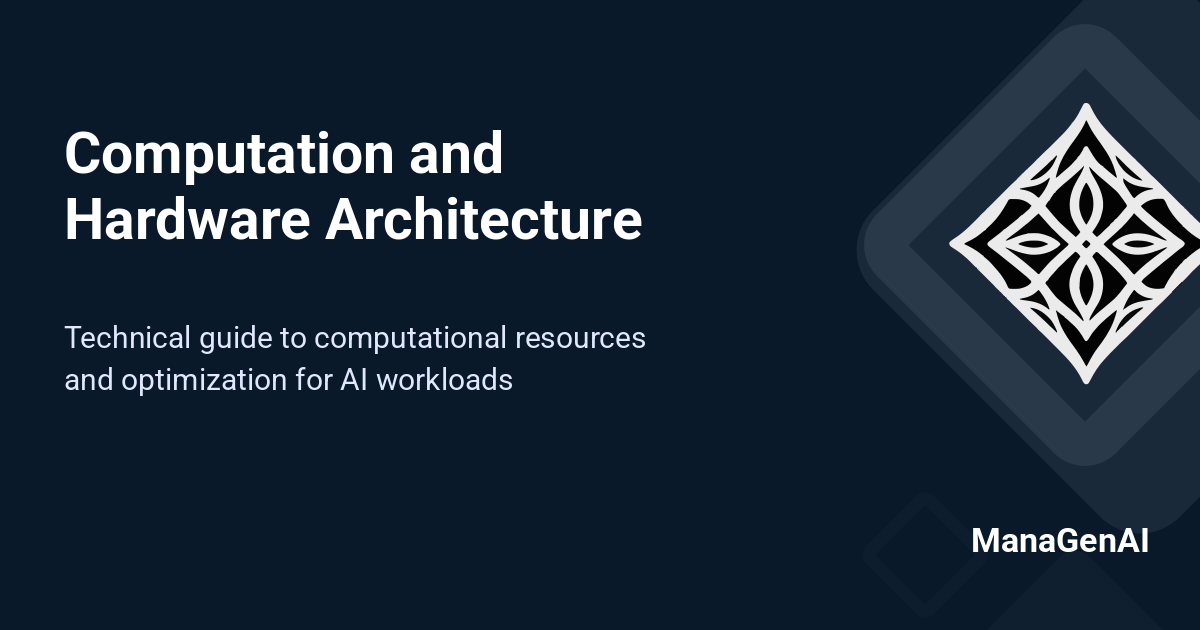 Computation and
Hardware Architecture
Technical guide to computational resources
and optimization for AI workloads
ManaGenAI